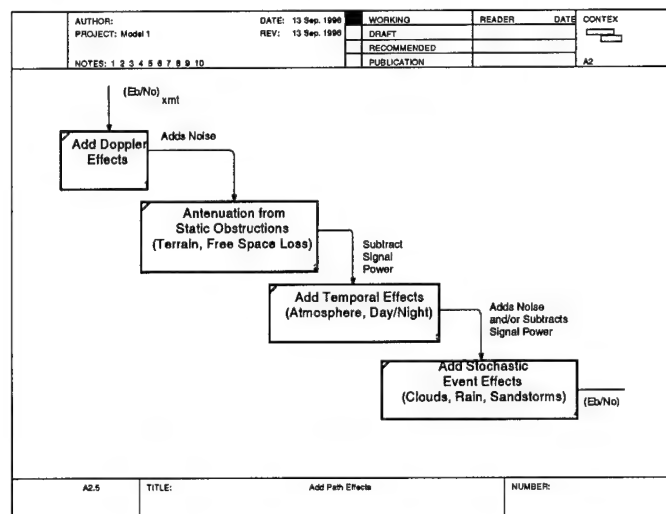 AUTHOR:
PROJECT: Model 1
NOTES: 1 2 3 4 5 6 7 8 9 10
DATE: 13 Sep. 1996
REV: 13 Sep. 1996
WORKING
DRAFT
RECOMMENDED
PUBLICATION
READER DATE
CONTEX
A2
(Eb/No) xmt
Add Doppler
Effects
Adds Noise
Antenuation from
Static Obstructions
(Terrain, Free Space Loss)
Subtract
Signal
Power
Add Temporal Effects
(Atmosphere, Day/Night)
Adds Noise
and/or Subtracts
Signal Power
Add Stochastic
Event Effects
(Clouds, Rain, Sandstorms)
(Eb/No)
A2.5
TITLE:
Add Path Effects
NUMBER: